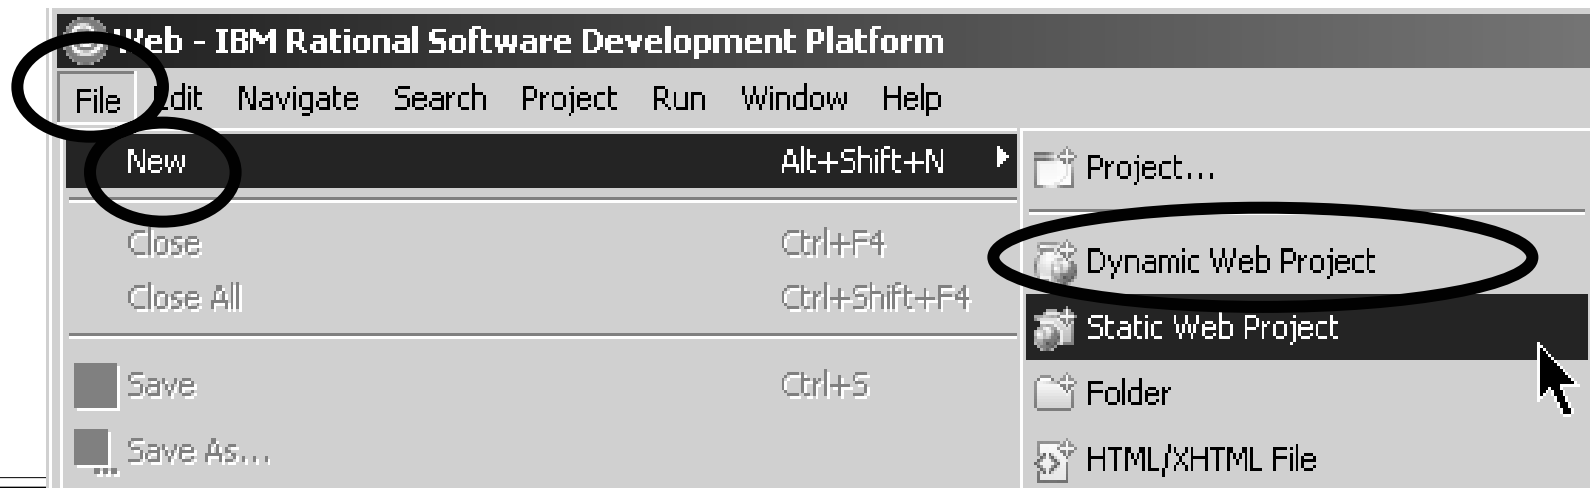 Web - IBM Rational Software Development Platform
File Edit Navigate Search Project Run Window Help
New Alt+Shift+N
Close Ctrl+F4
Close All Ctrl+Shift+F4
Save Ctrl+S
Save As...
Project...
Dynamic Web Project
Static Web Project
Folder
HTML/XHTML File